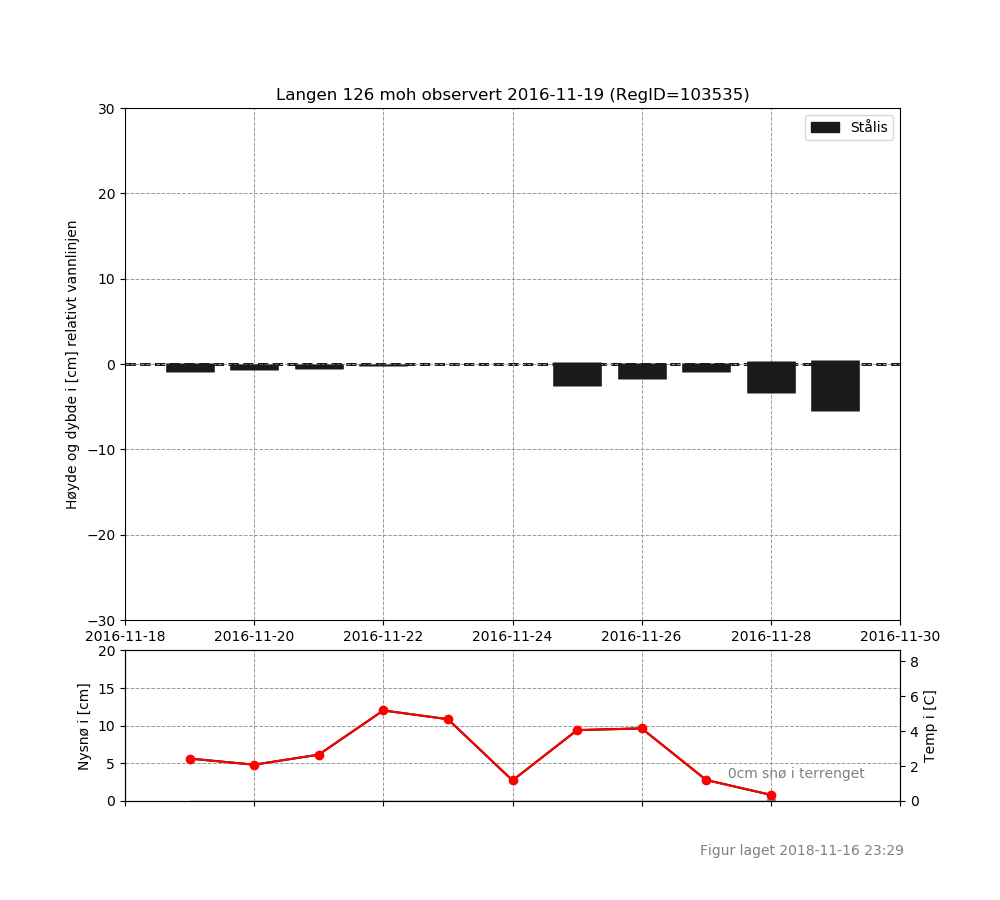 Langen 126 moh observert 2016-11-19 (RegID=103535)
Stålis
Høyde og dybde i [cm] relativt vannlinjen
30
20
10
0
−10
−20
−30
2016-11-18 2016-11-20 2016-11-22 2016-11-24 2016-11-26 2016-11-28 2016-11-30
Nysnø i [cm]
20
15
10
5
0
8
6
4
2
0
Temp i [C]
0cm snø i terrenget
Figur laget 2018-11-16 23:29